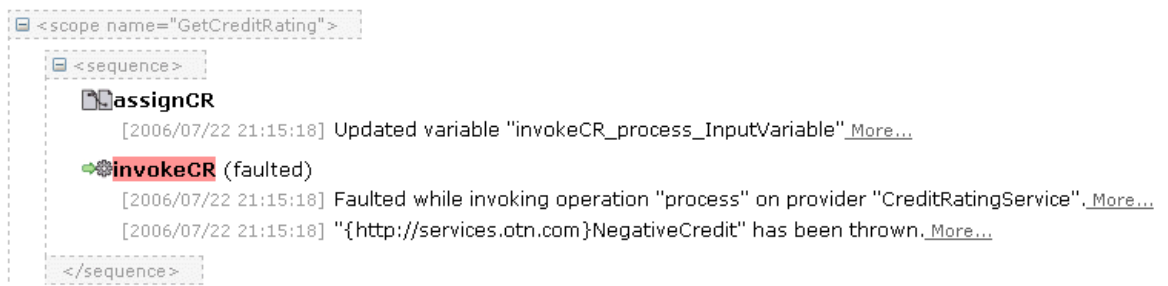 <scope name="GetCreditRating">
<sequence>
assignCR
[2006/07/22 21:15:18] Updated variable "invokeCR_process_InputVariable" More...
invokeCR (faulted)
[2006/07/22 21:15:18] Faulted while invoking operation "process" on provider "CreditRatingService". More...
[2006/07/22 21:15:18] "{http://services.otn.com}NegativeCredit" has been thrown. More...
</sequence>